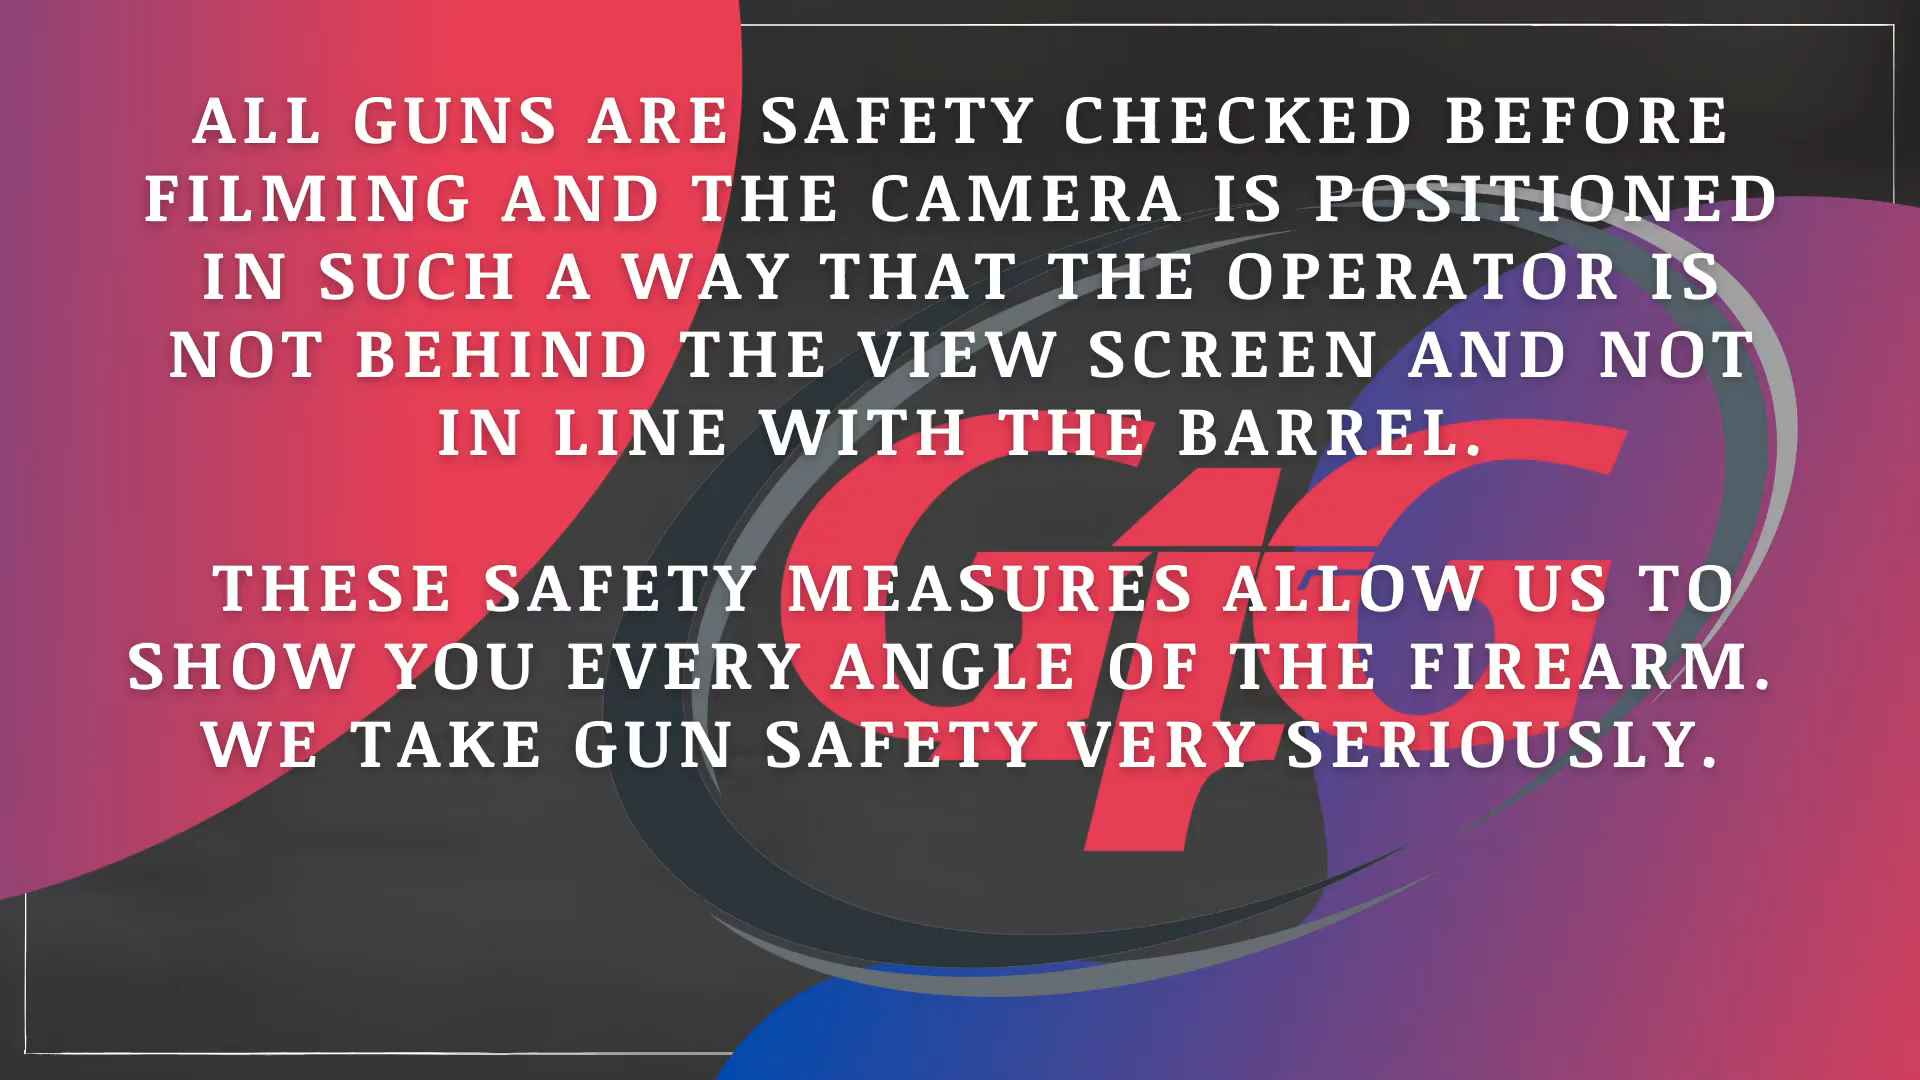 ALL GUNS ARE SAFETY CHECKED BEFORE
FILMING AND THE CAMERA IS POSITIONED
IN SUCH A WAY THAT THE OPERATOR IS
NOT BEHIND THE VIEW SCREEN AND NOT
IN LINE WITH THE BARREL.
THESE SAFETY MEASURES ALLOW US TO
SHOW YOU EVERY ANGLE OF THE FIREARM.
WE TAKE GUN SAFETY VERY SERIOUSLY.